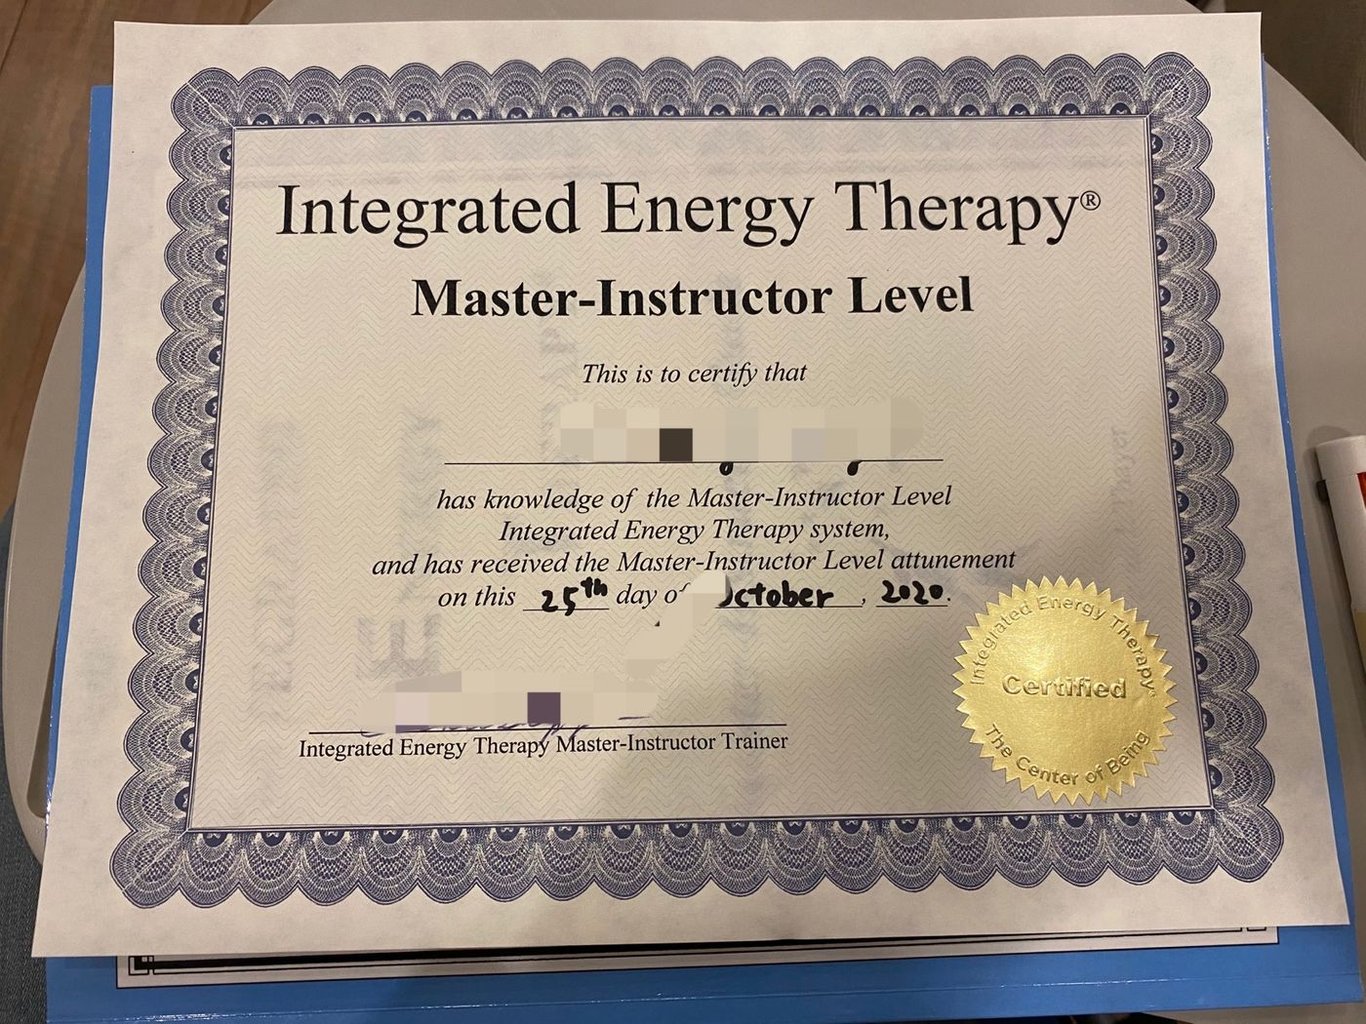 Integrated Energy Therapy®
Master-Instructor Level
This is to certify that
has knowledge of the Master-Instructor Level
Integrated Energy Therapy system,
and has received the Master-Instructor Level attunement
on this 25th day of October, 2020.
Integrated Energy Therapy Master-Instructor Trainer
Integrated Energy Therapy
Certified
The Center of Being